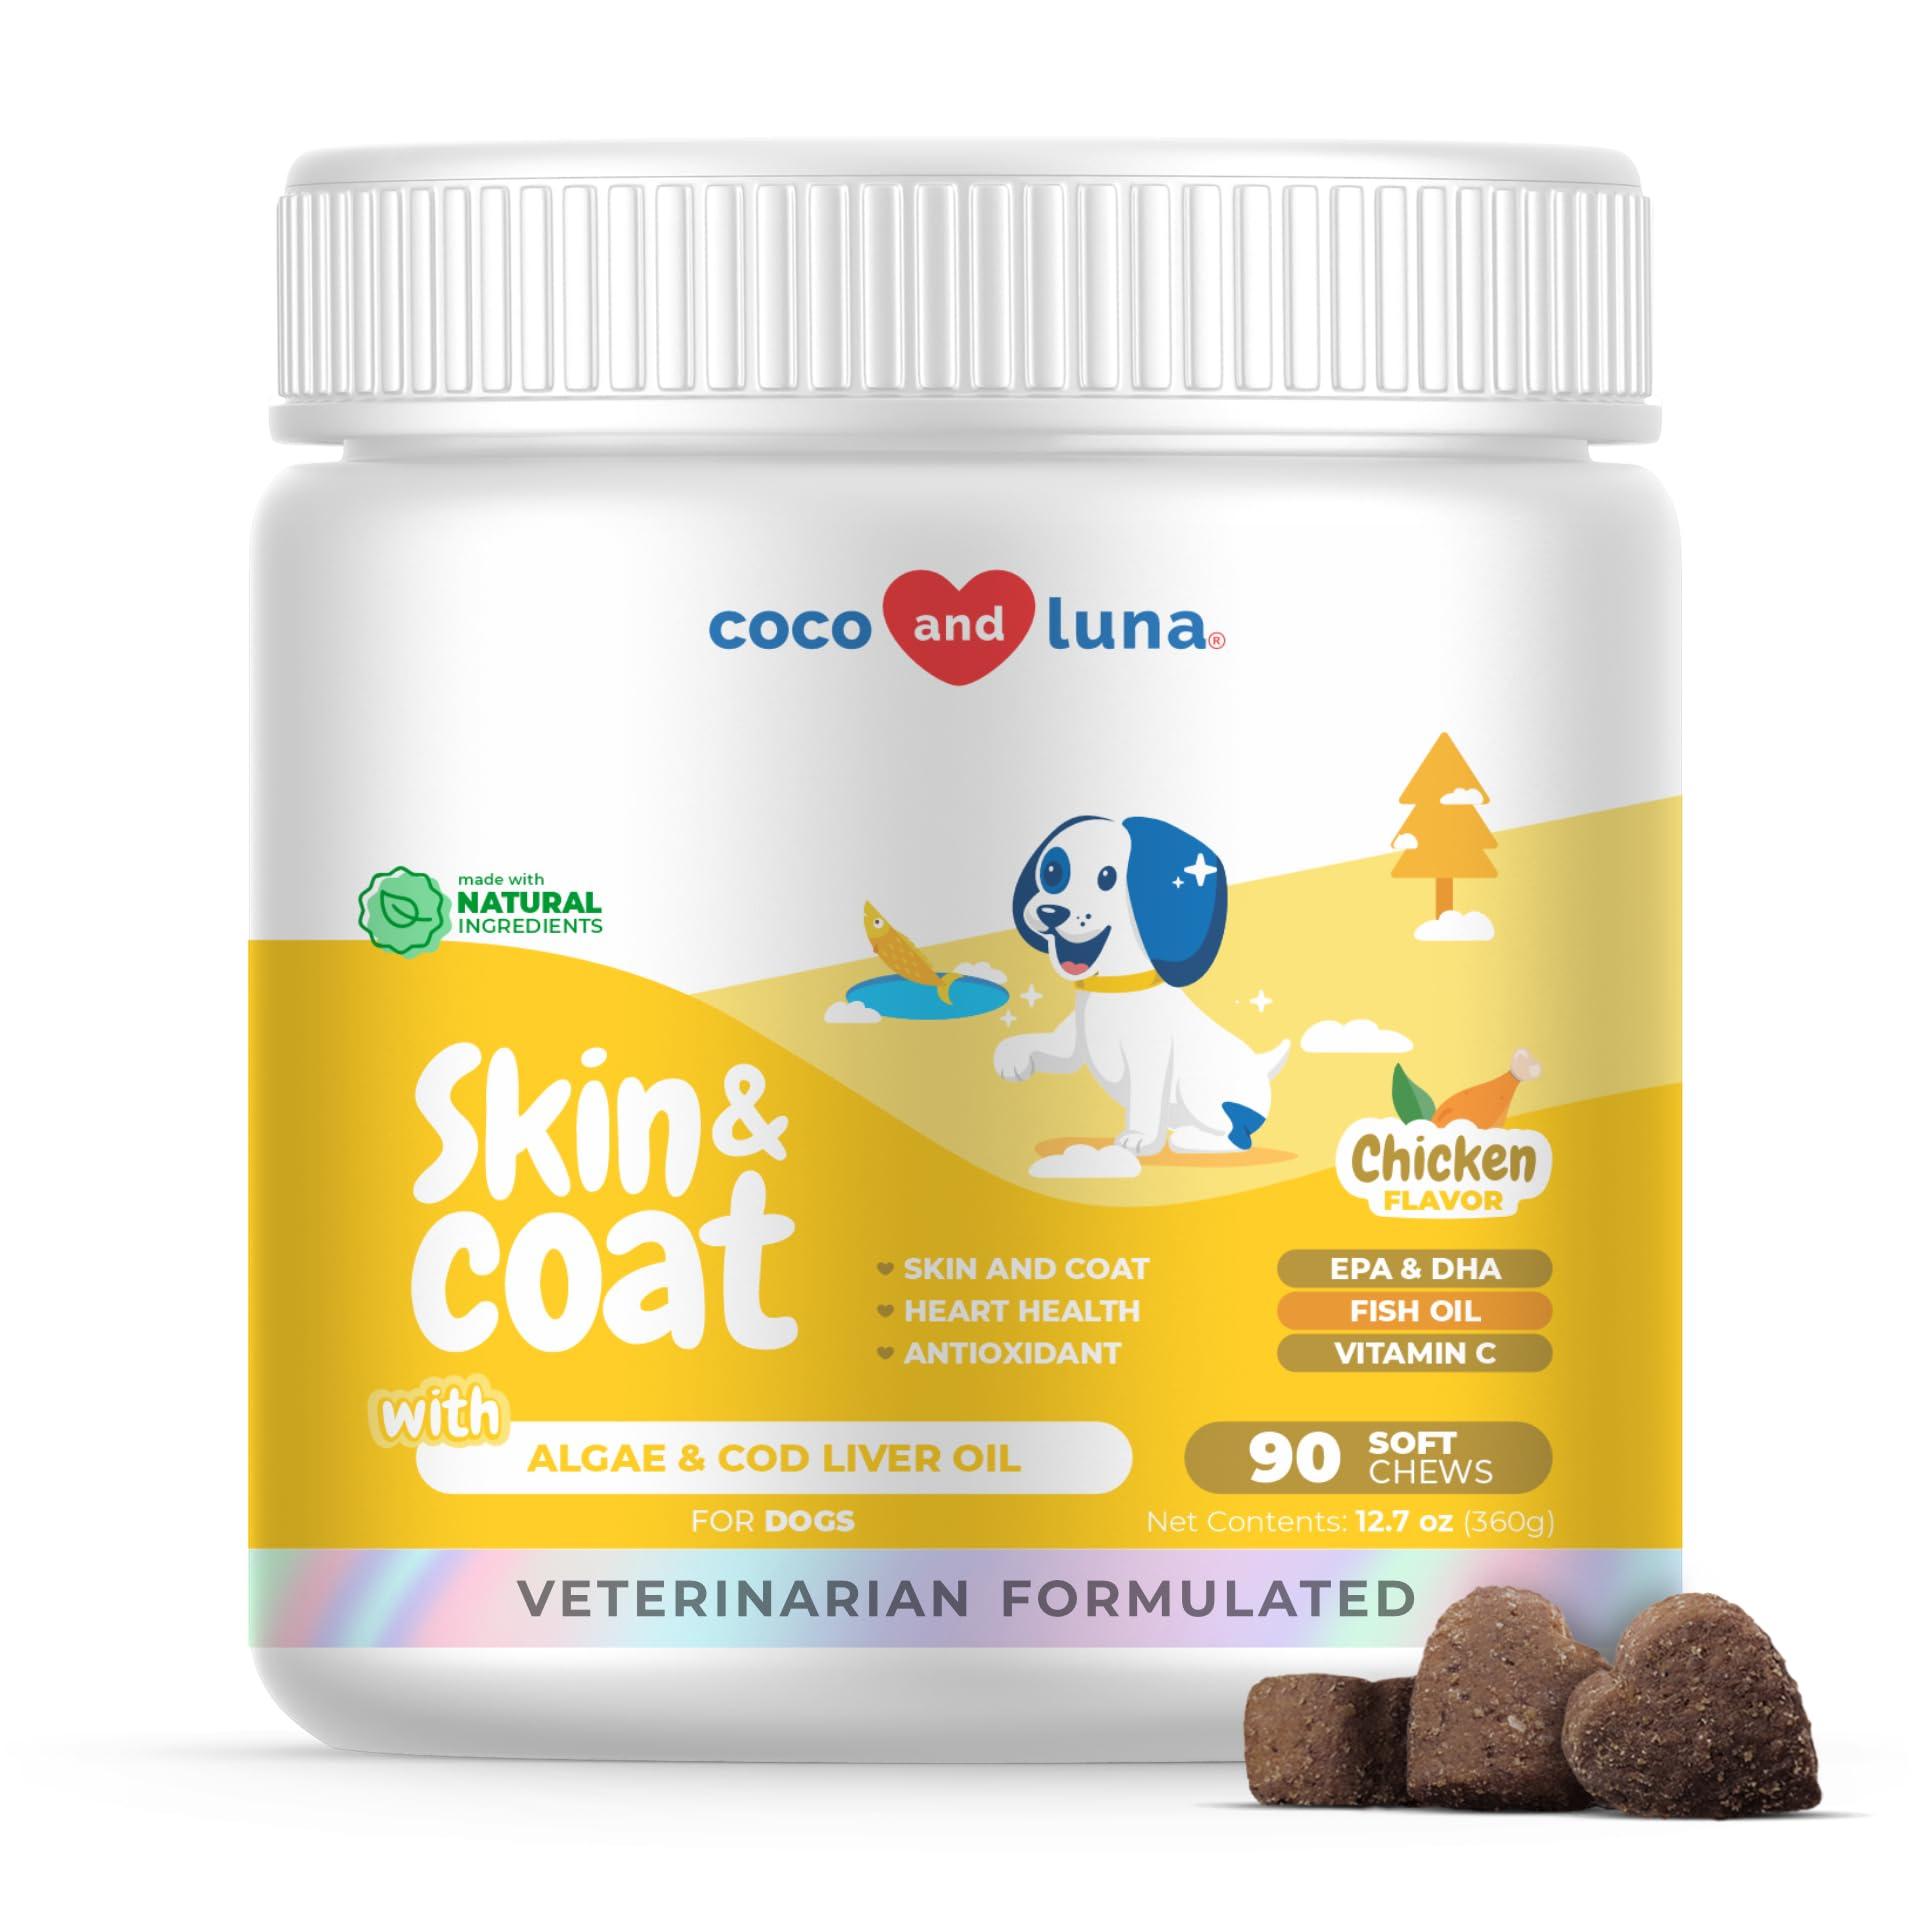 coco and luna®
made with
NATURAL
INGREDIENTS
Skin &
coat
Chicken
FLAVOR
SKIN AND COAT
HEART HEALTH
ANTIOXIDANT
EPA & DHA
FISH OIL
VITAMIN C
with
ALGAE & COD LIVER OIL
90 SOFT
CHEWS
FOR DOGS
Net Contents: 12.7 oz (360g)
VETERINARIAN FORMULATED